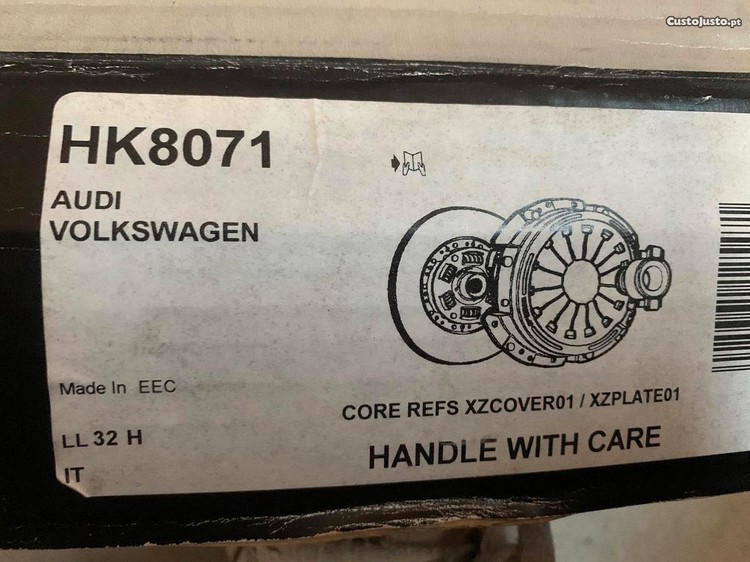 CustoJusto.pt
HK8071
AUDI
VOLKSWAGEN
Made In EEC
CORE REFS XZCOVER01 / XZPLATE01
LL 32 H
HANDLE WITH CARE
IT